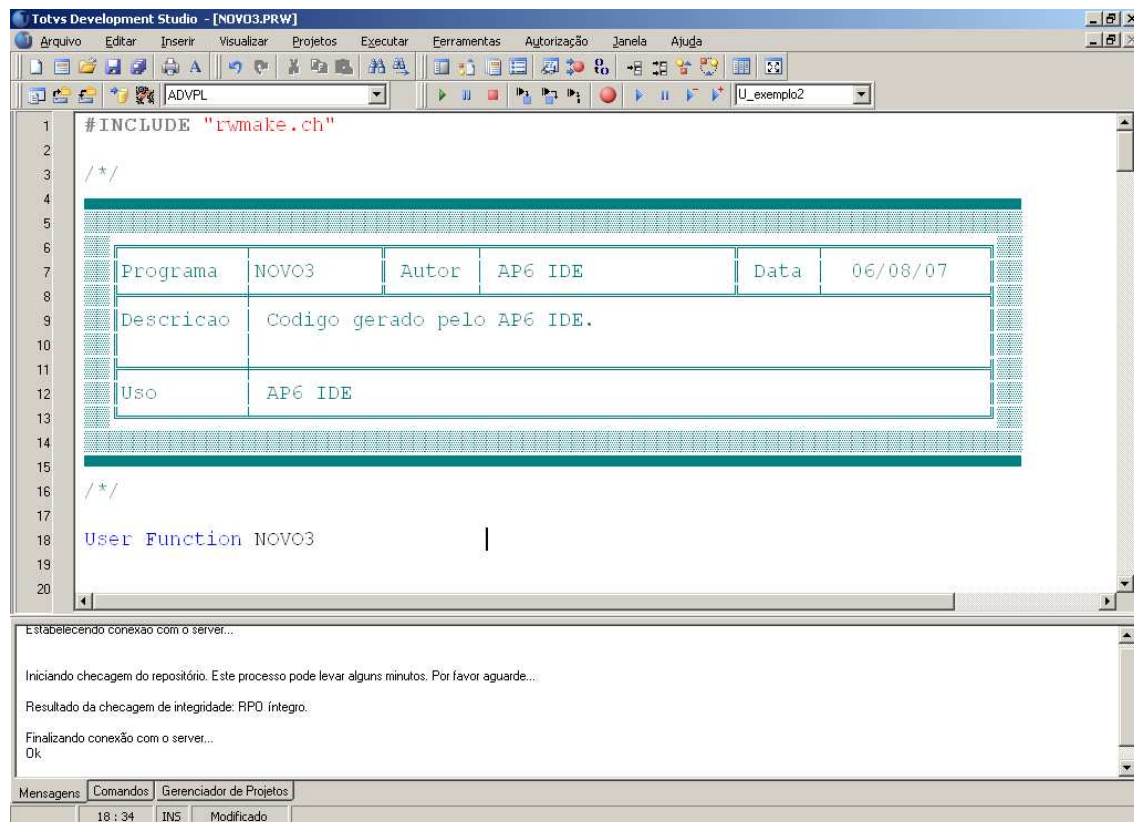 Totvs Development Studio - [NOVO3.PRW]
Arquivo Editar Inserir Visualizar Projetos Executar Ferramentas Autorização Janela Ajuda
ADVPL U_exemplo2
1 #INCLUDE "rwmake.ch"
2
3 /*/
4
5
6
7 Programa NOVO3 Autor AP6 IDE Data 06/08/07
8
9 Descricao Codigo gerado pelo AP6 IDE.
10
11
12 Uso AP6 IDE
13
14
15
16 /*/
17
18 User Function NOVO3
19
20
Estabelecendo conexão com o server...
Iniciando checagem do repositório. Este processo pode levar alguns minutos. Por favor aguarde...
Resultado da checagem de integridade: RPO íntegro.
Finalizando conexão com o server...
Ok
Mensagens Comandos Gerenciador de Projetos
18 : 34 INS Modificado